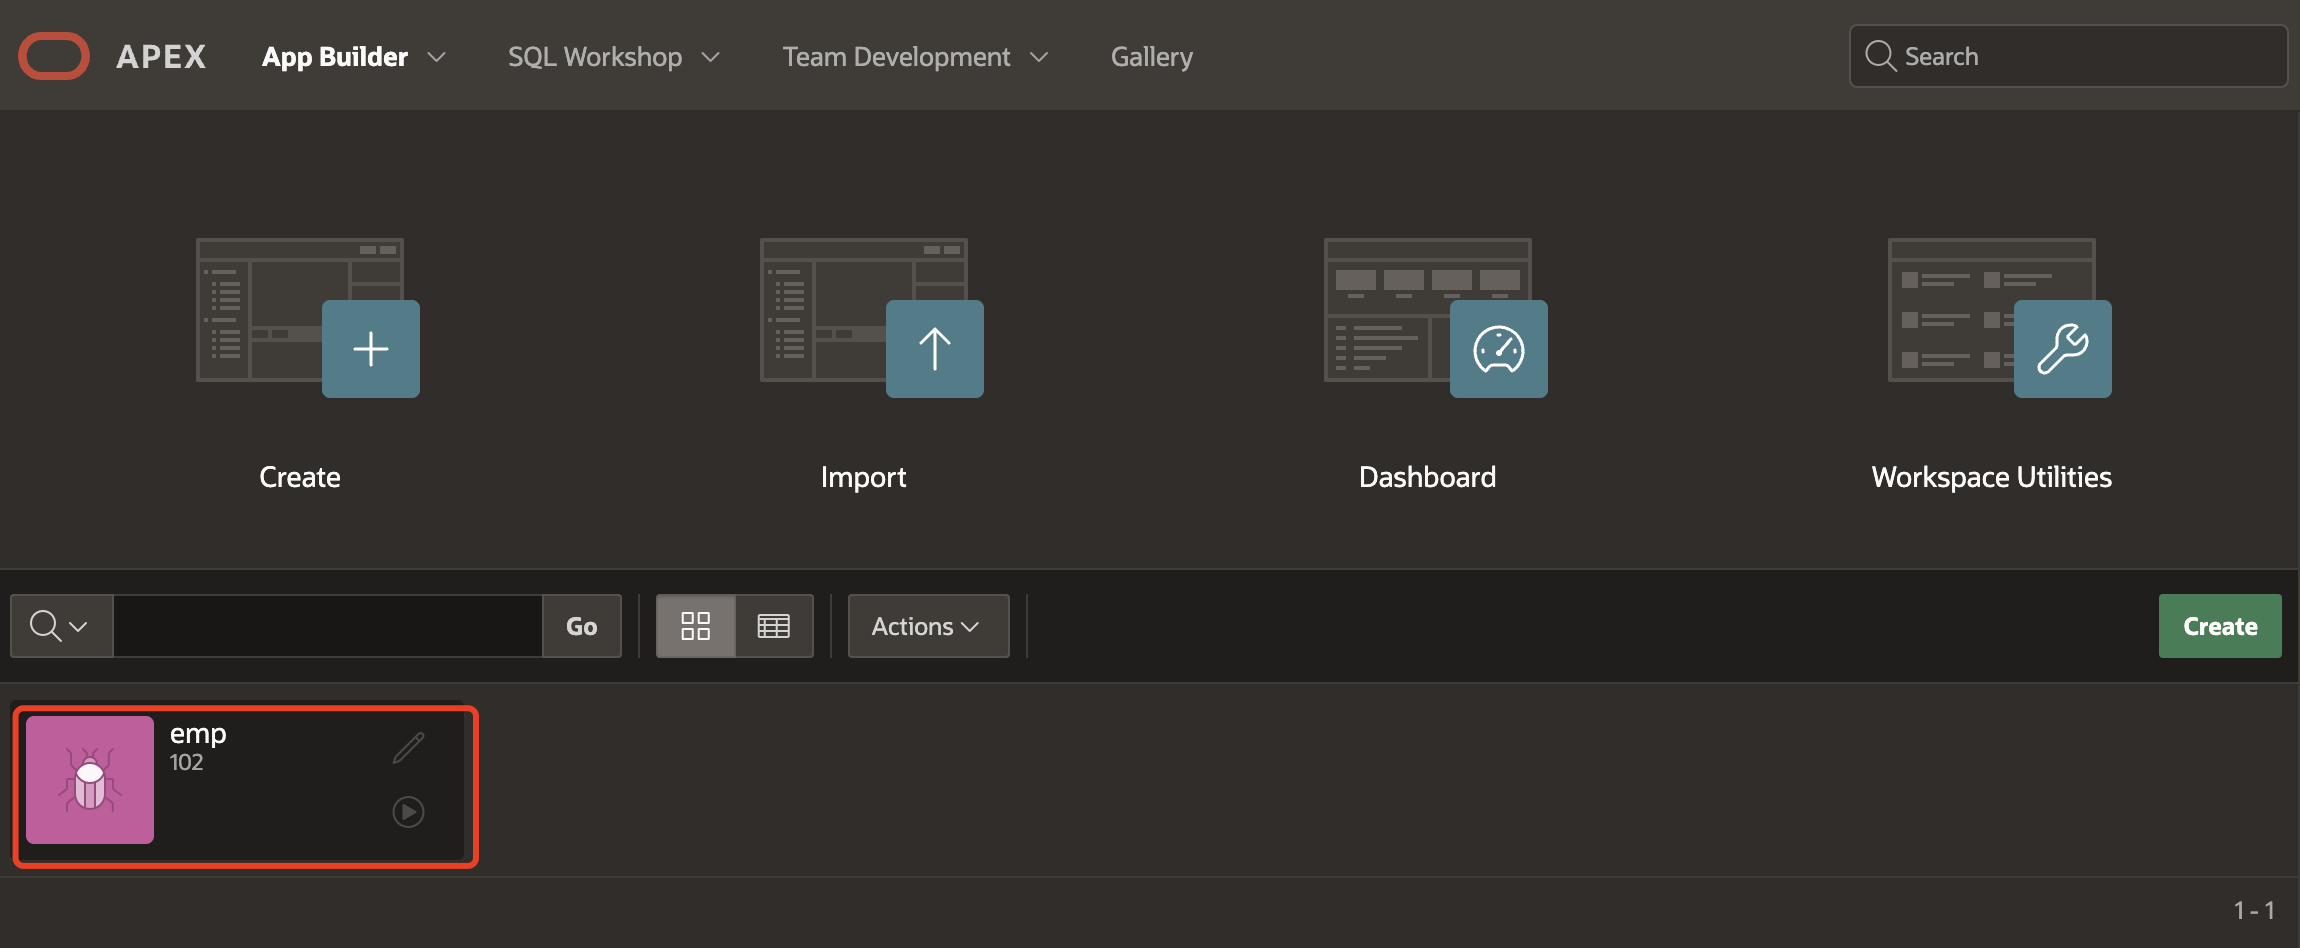 APEX App Builder SQL Workshop Team Development Gallery Search
Create Import Dashboard Workspace Utilities
Go Actions Create
emp
102
1 - 1